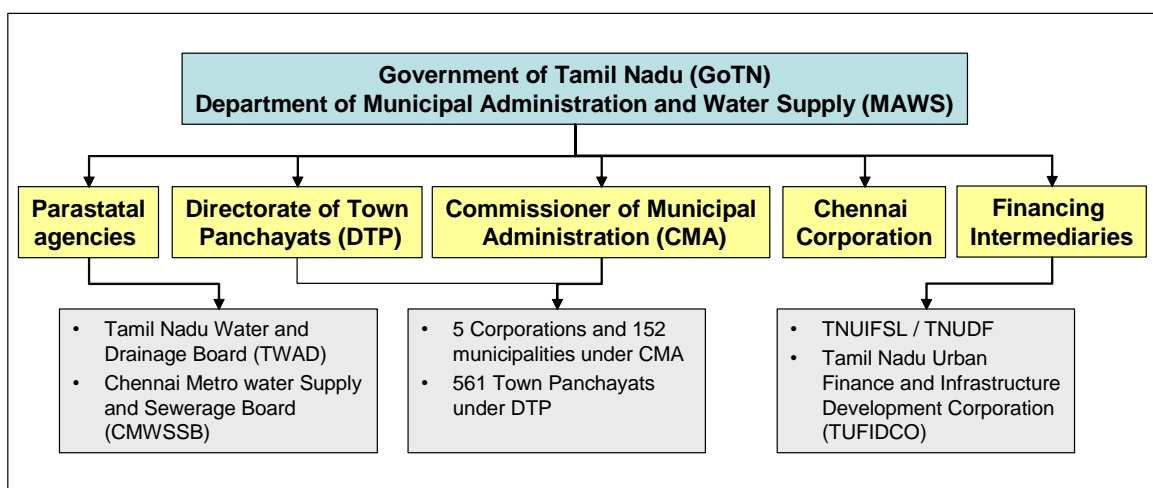 Government of Tamil Nadu (GoTN)
Department of Municipal Administration and Water Supply (MAWS)
Parastatal
agencies
Directorate of Town
Panchayats (DTP)
Commissioner of Municipal
Administration (CMA)
Chennai
Corporation
Financing
Intermediaries
• Tamil Nadu Water and
Drainage Board (TWAD)
• Chennai Metro water Supply
and Sewerage Board
(CMWSSB)
• 5 Corporations and 152
municipalities under CMA
• 561 Town Panchayats
under DTP
• TNUIFSL / TNUDF
• Tamil Nadu Urban
Finance and Infrastructure
Development Corporation
(TUFIDCO)